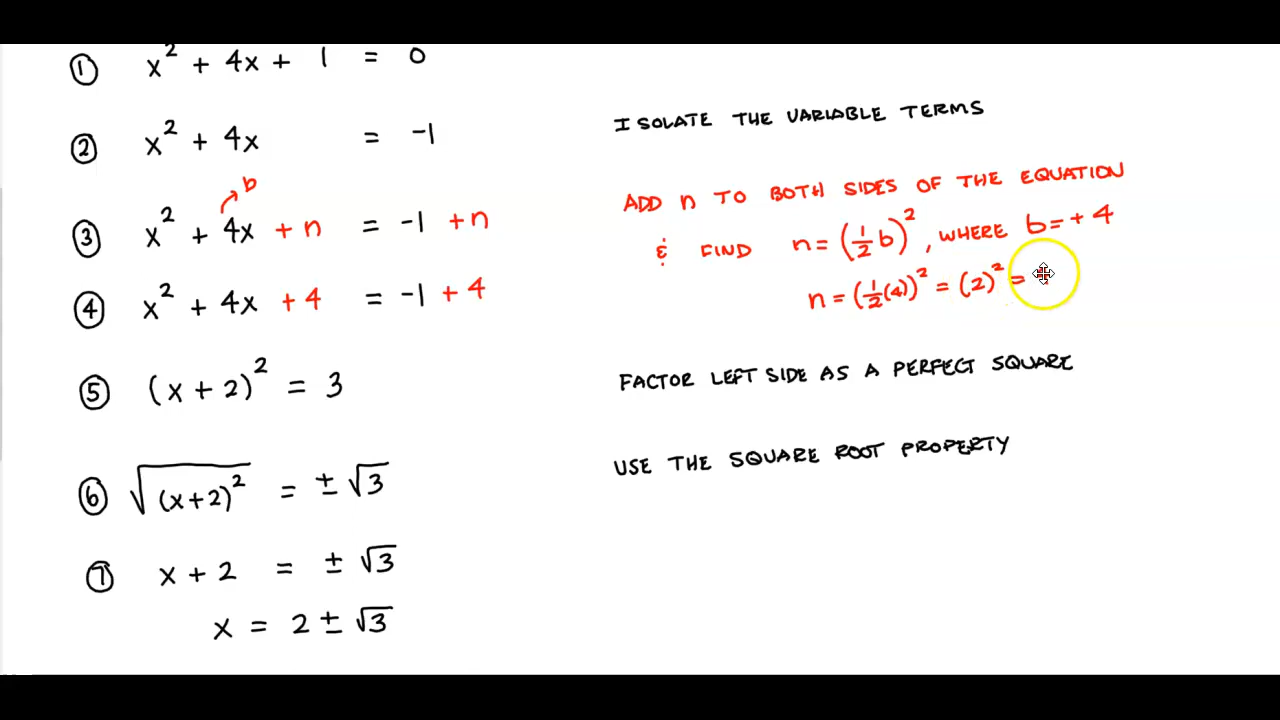 ① x² + 4x + 1 = 0
ISOLATE THE VARIABLE TERMS
② x² + 4x = -1
b
ADD n TO BOTH SIDES OF THE EQUATION
③ x² + 4x + n = -1 + n
& FIND n = (1/2 b)², WHERE b = +4
n = (1/2 (4))² = (2)² =
④ x² + 4x + 4 = -1 + 4
FACTOR LEFT SIDE AS A PERFECT SQUARE
⑤ (x + 2)² = 3
USE THE SQUARE ROOT PROPERTY
⑥ √(x+2)² = ± √3
⑦ x + 2 = ± √3
x = 2 ± √3